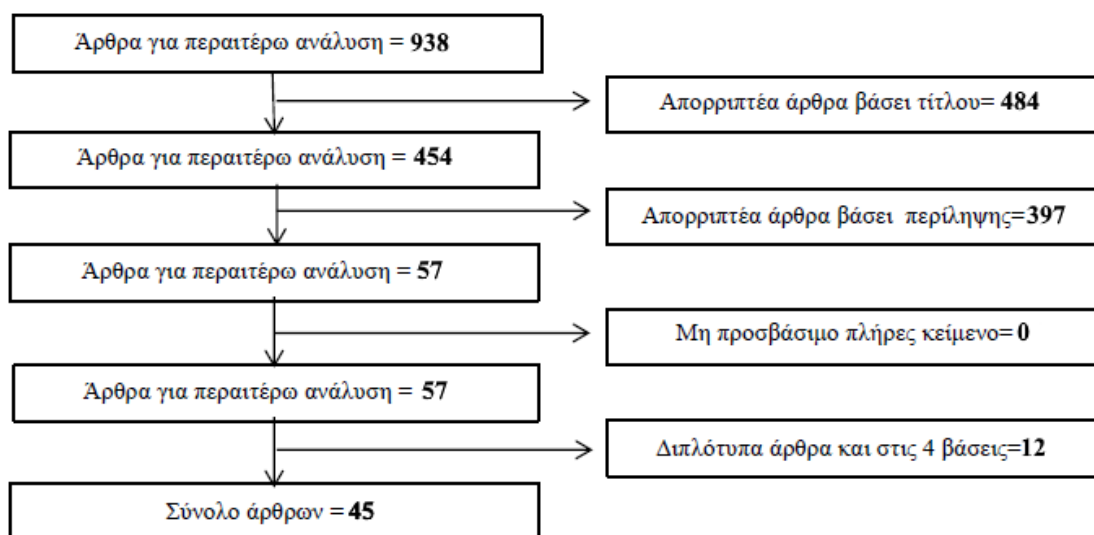 Άρθρα για περαιτέρω ανάλυση = 938
Απορριπτέα άρθρα βάσει τίτλου= 484
Άρθρα για περαιτέρω ανάλυση = 454
Απορριπτέα άρθρα βάσει περίληψης=397
Άρθρα για περαιτέρω ανάλυση = 57
Μη προσβάσιμο πλήρες κείμενο= 0
Άρθρα για περαιτέρω ανάλυση = 57
Διπλότυπα άρθρα και στις 4 βάσεις=12
Σύνολο άρθρων = 45